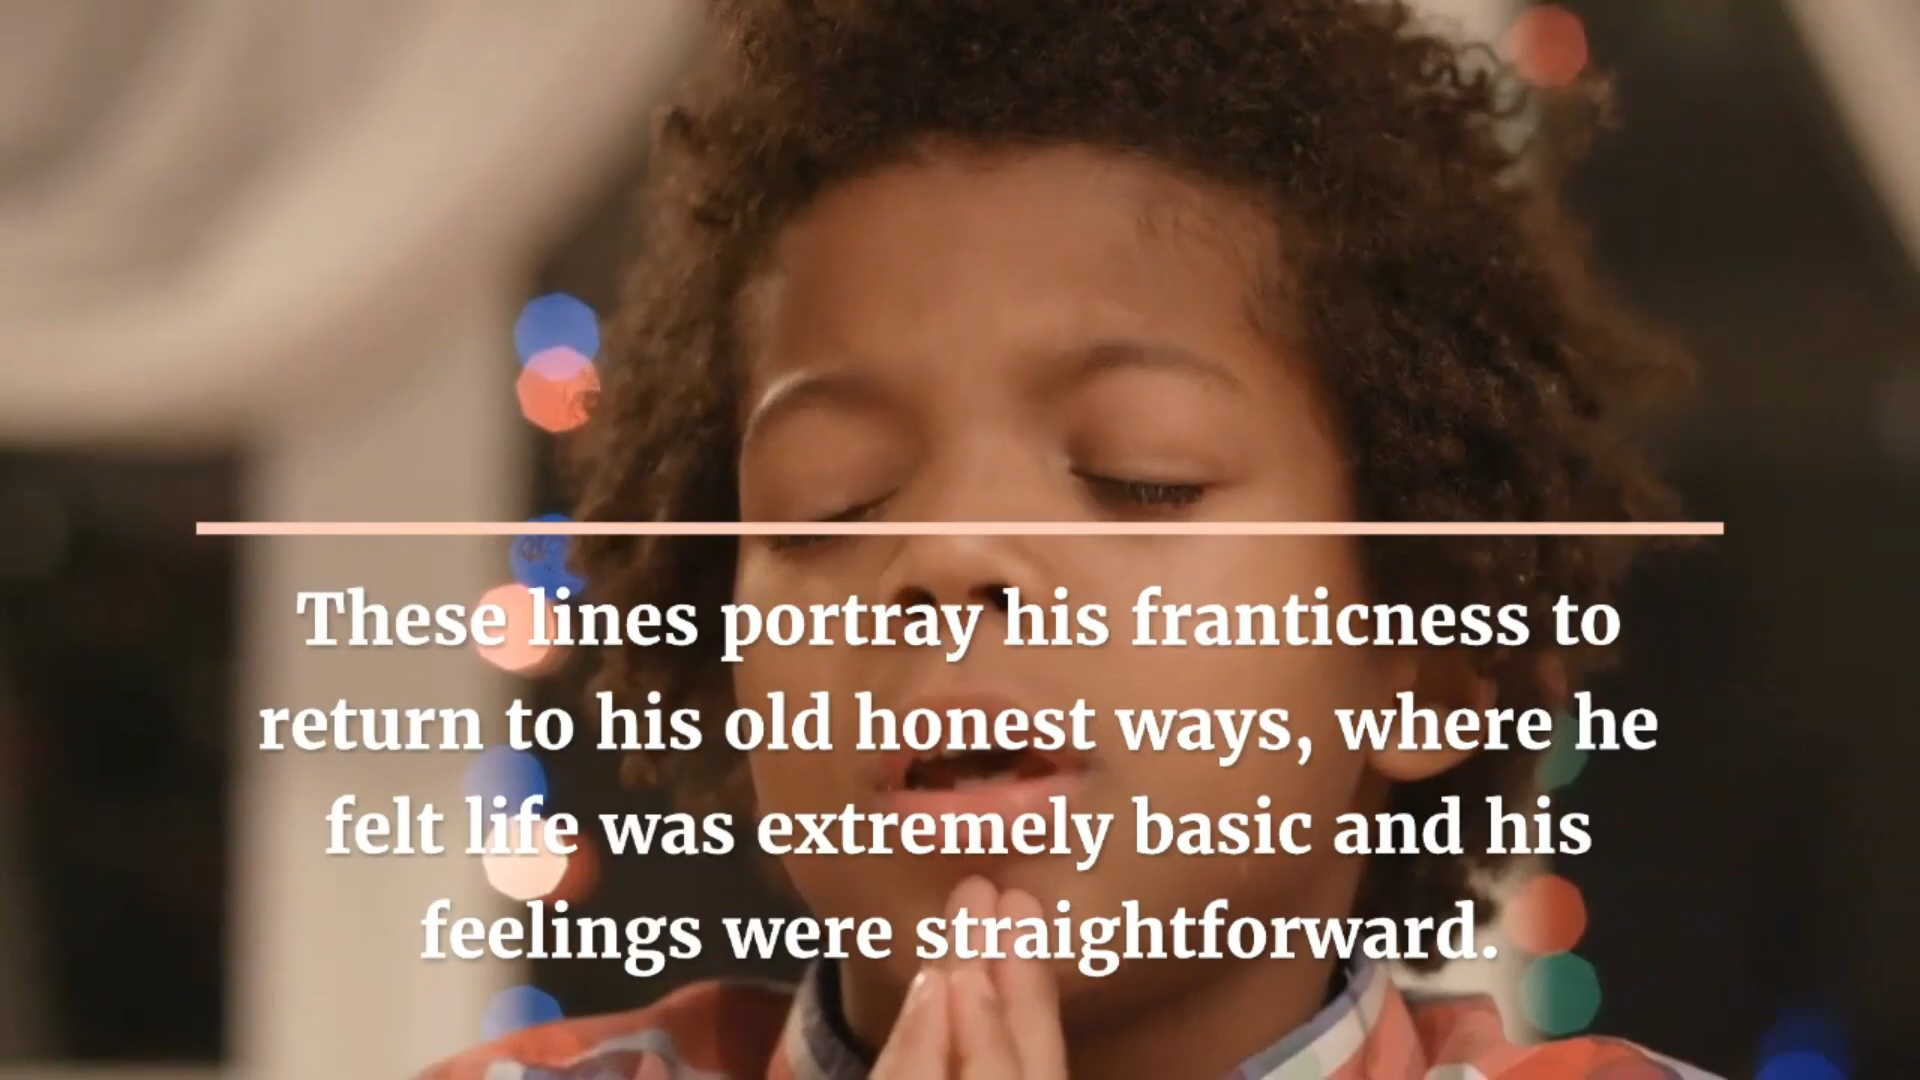 These lines portray his franticness to
return to his old honest ways, where he
felt life was extremely basic and his
feelings were straightforward.